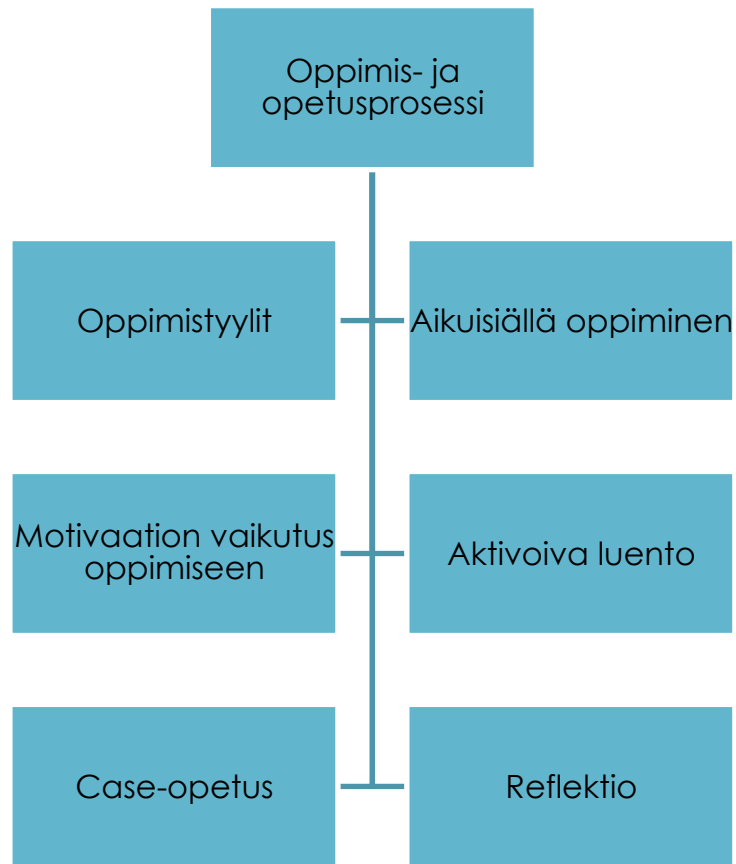 Oppimis- ja
opetusprosessi
Oppimistyylit
Aikuisiällä oppiminen
Motivaation vaikutus
oppimiseen
Aktivoiva luento
Case-opetus
Reflektio